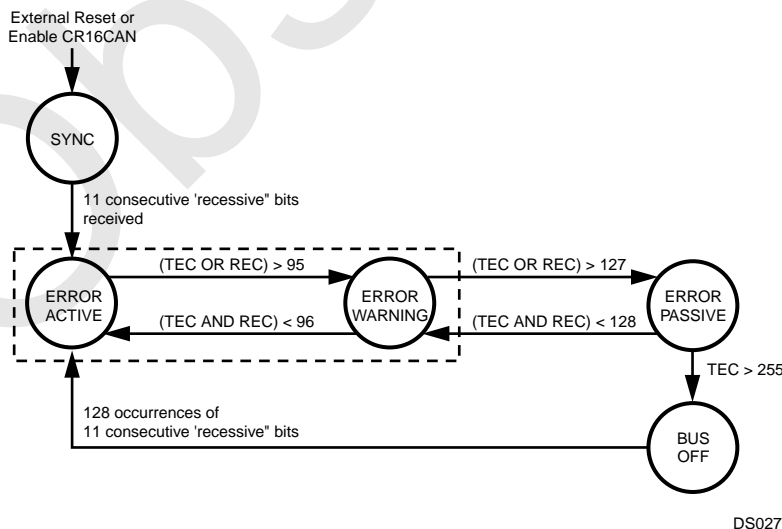 External Reset or
Enable CR16CAN
SYNC
11 consecutive 'recessive" bits
received
(TEC OR REC) > 95
(TEC OR REC) > 127
ERROR
ACTIVE
ERROR
WARNING
ERROR
PASSIVE
(TEC AND REC) < 96
(TEC AND REC) < 128
TEC > 255
128 occurrences of
11 consecutive 'recessive" bits
BUS
OFF
DS027